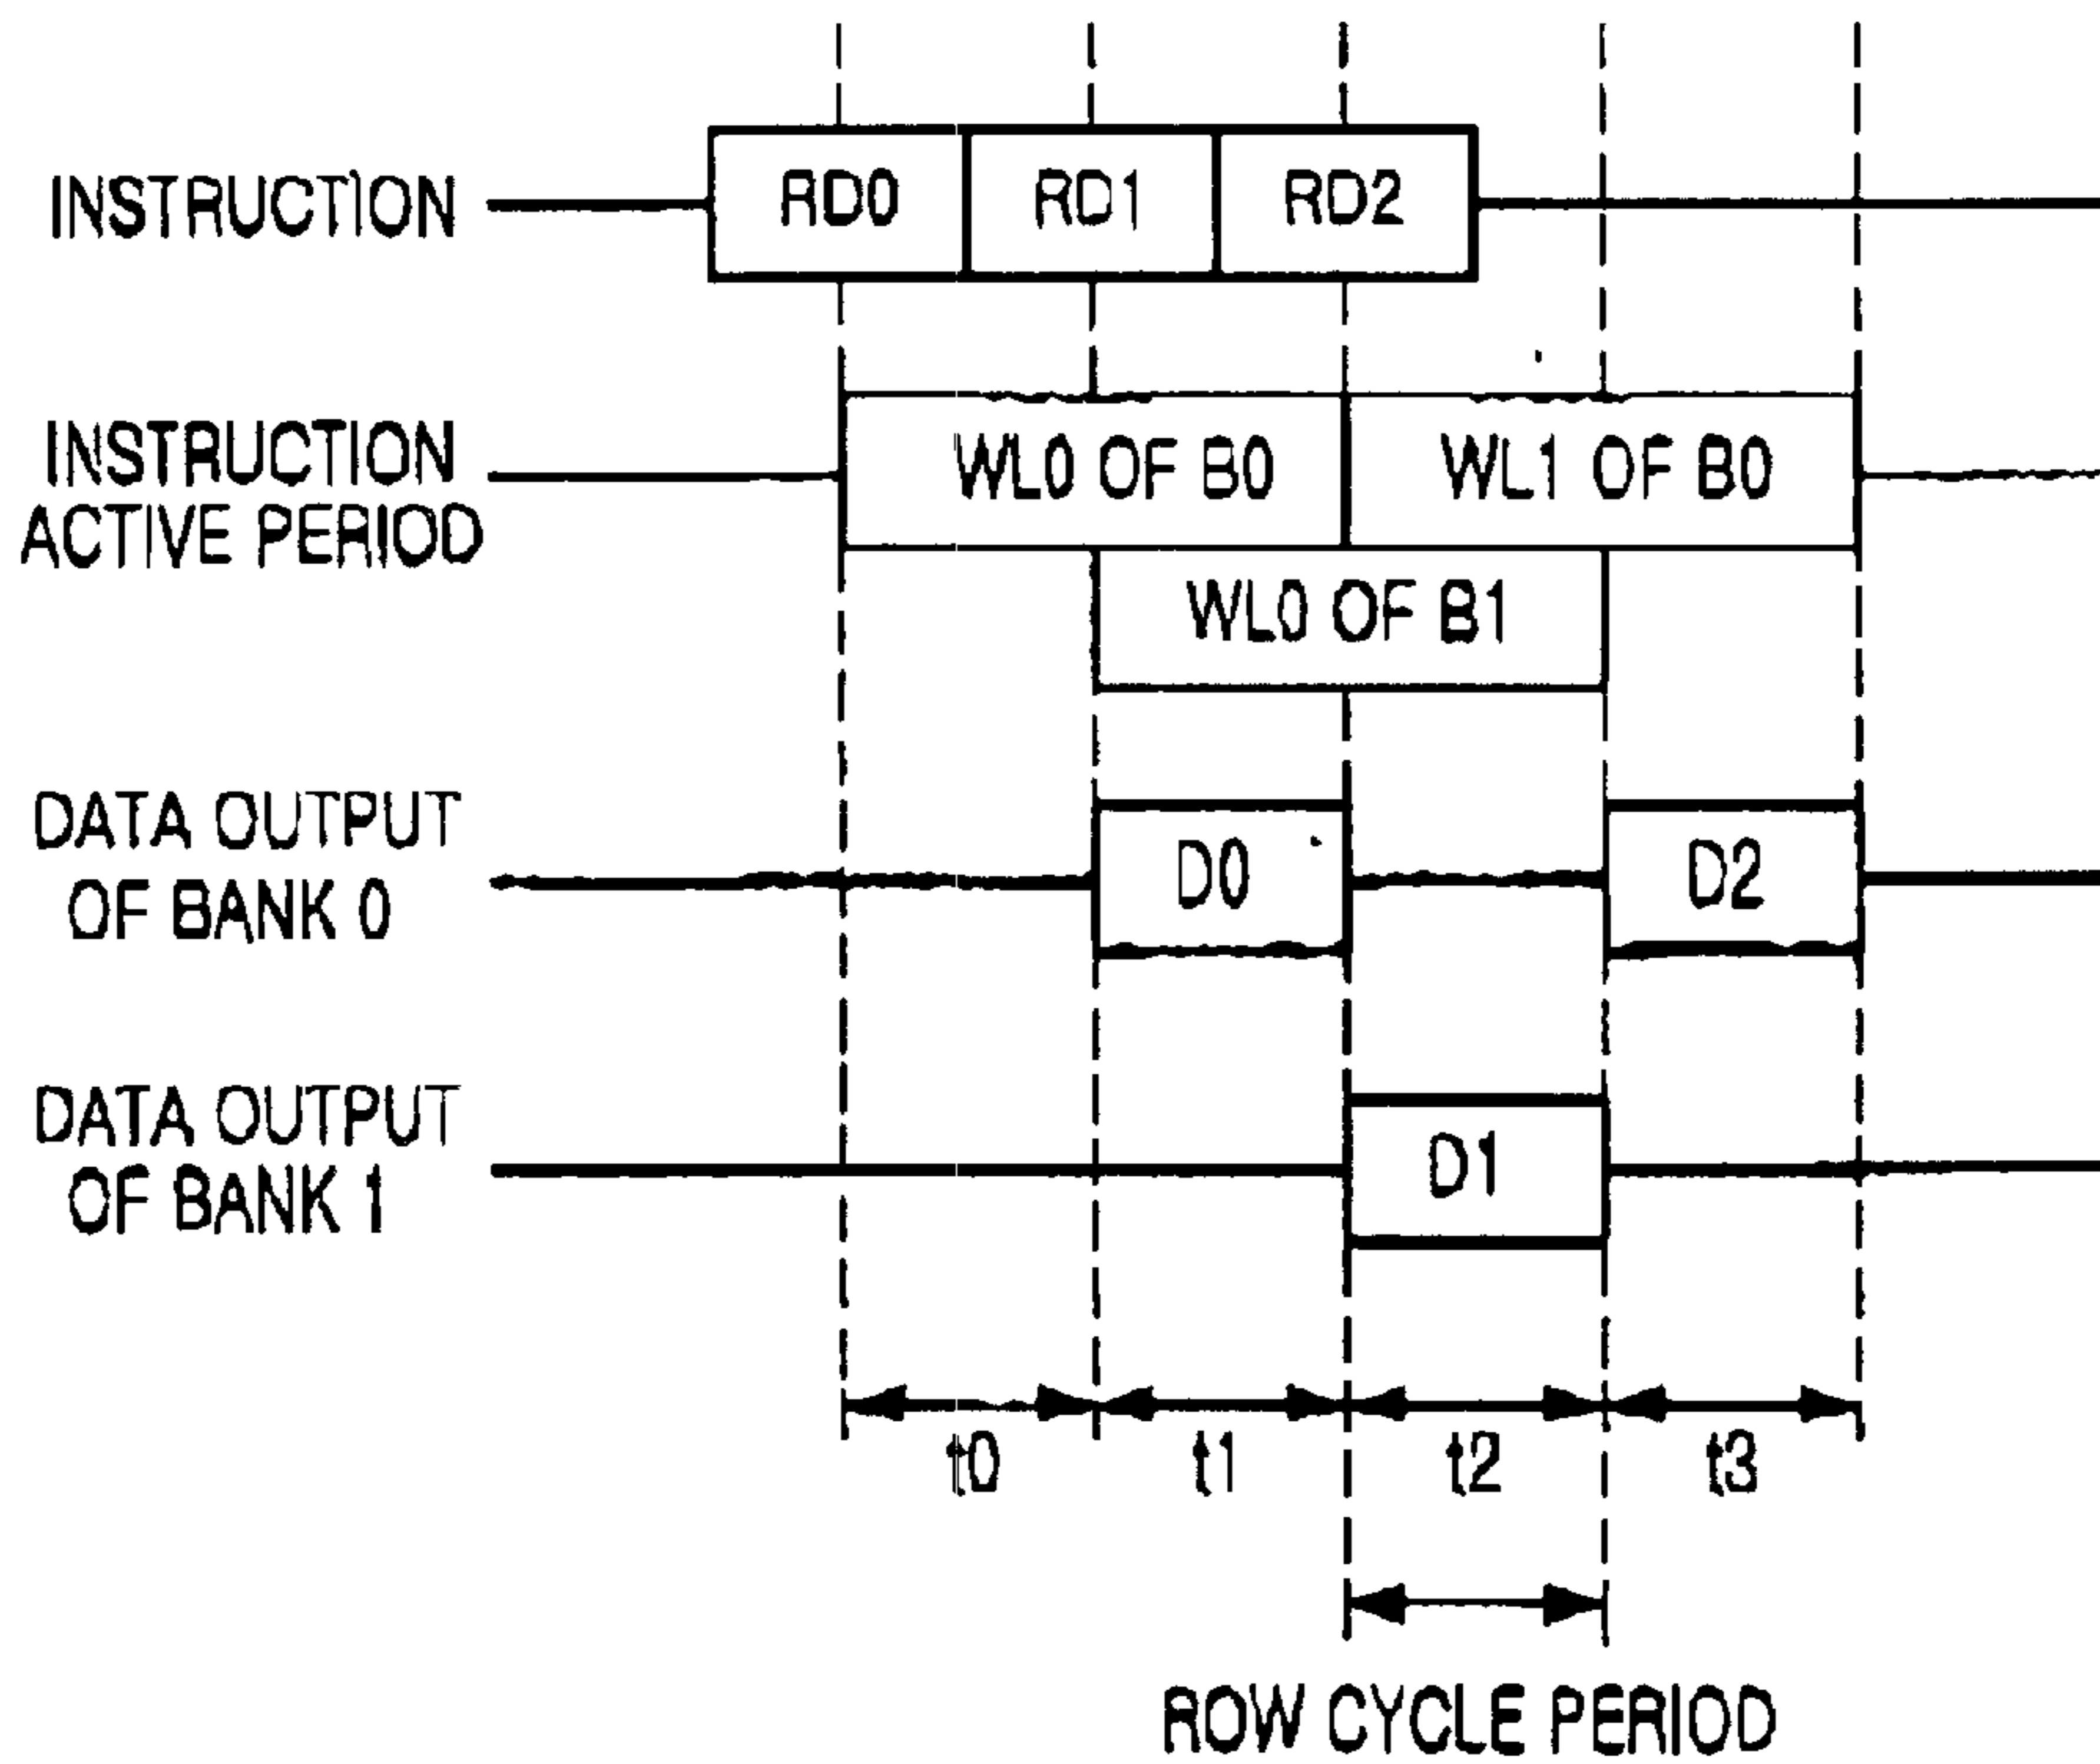 INSTRUCTION
RD0 RD1 RD2
INSTRUCTION
ACTIVE PERIOD
WL0 OF B0 WL1 OF B0
WL0 OF B1
DATA OUTPUT
OF BANK 0
D0 D2
DATA OUTPUT
OF BANK 1
D1
t0 t1 t2 t3
ROW CYCLE PERIOD